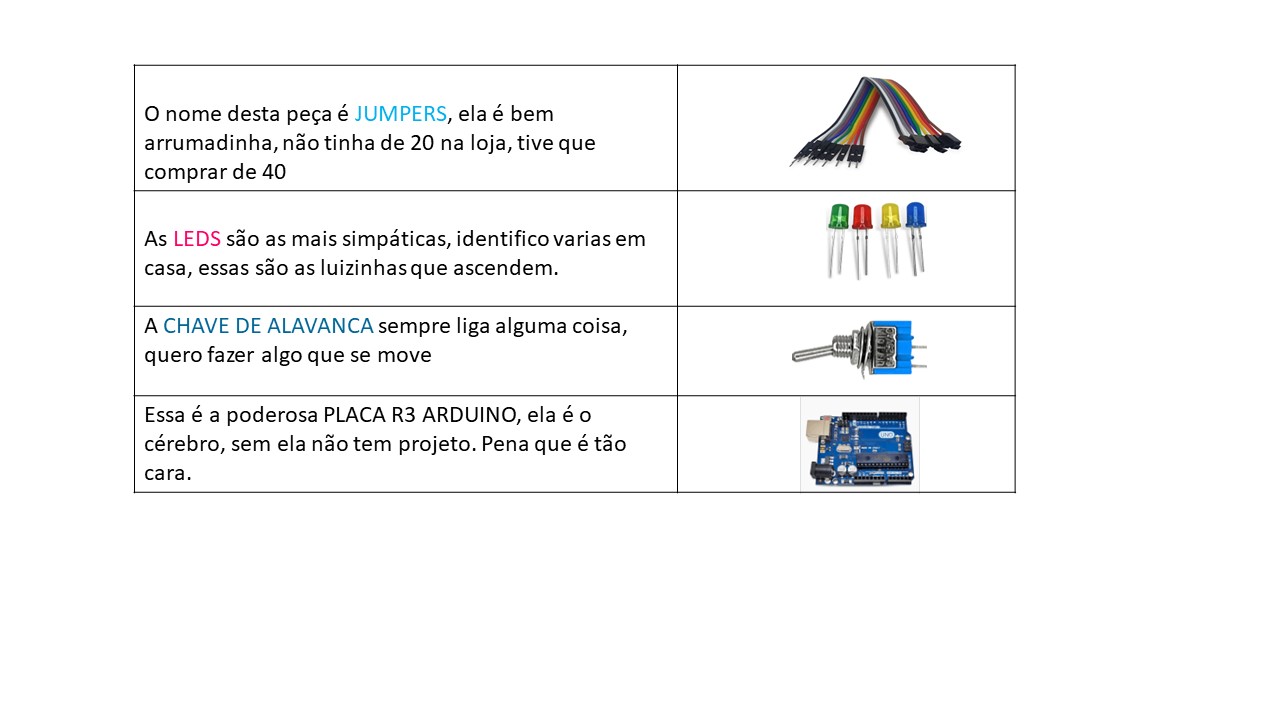 O nome desta peça é JUMPERS, ela é bem
arrumadinha, não tinha de 20 na loja, tive que
comprar de 40
As LEDS são as mais simpáticas, identifico varias em
casa, essas são as luizinhas que ascendem.
A CHAVE DE ALAVANCA sempre liga alguma coisa,
quero fazer algo que se move
Essa é a poderosa PLACA R3 ARDUINO, ela é o
cérebro, sem ela não tem projeto. Pena que é tão
cara.
UNO